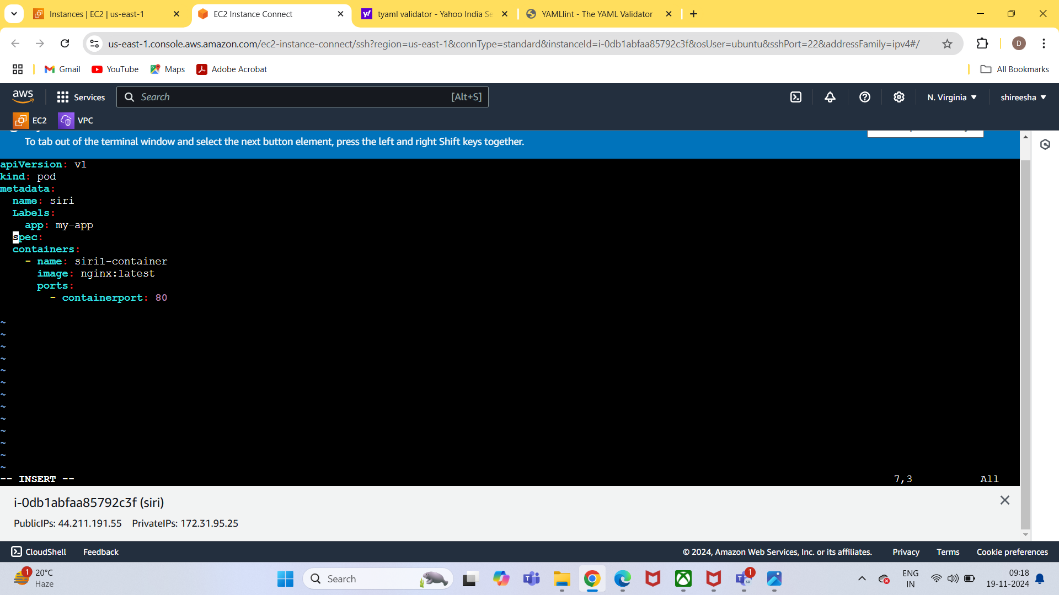 Instances | EC2 | us-east-1
EC2 Instance Connect
tyaml validator - Yahoo India Se
YAMLlint - The YAML Validator
us-east-1.console.aws.amazon.com/ec2-instance-connect/ssh?region=us-east-1&connType=standard&instanceId=i-0db1abfaa85792c3f&osUser=ubuntu&sshPort=22&addressFamily=ipv4#/
D
Gmail
YouTube
Maps
Adobe Acrobat
All Bookmarks
aws
Services
Search
[Alt+S]
N. Virginia
shireesha
EC2
VPC
To tab out of the terminal window and select the next button element, press the left and right Shift keys together.
apiVersion: v1
kind: pod
metadata:
  name: siri
  Labels:
    app: my-app
  spec:
  containers:
    - name: siri1-container
      image: nginx:latest
      ports:
        - containerport: 80
~
~
~
~
~
~
~
~
~
~
~
~
~
-- INSERT --
7,3
All
i-0db1abfaa85792c3f (siri)
PublicIPs: 44.211.191.55 PrivateIPs: 172.31.95.25
CloudShell
Feedback
© 2024, Amazon Web Services, Inc. or its affiliates.
Privacy
Terms
Cookie preferences
1
20°C
Haze
Search
1
ENG
IN
09:18
19-11-2024